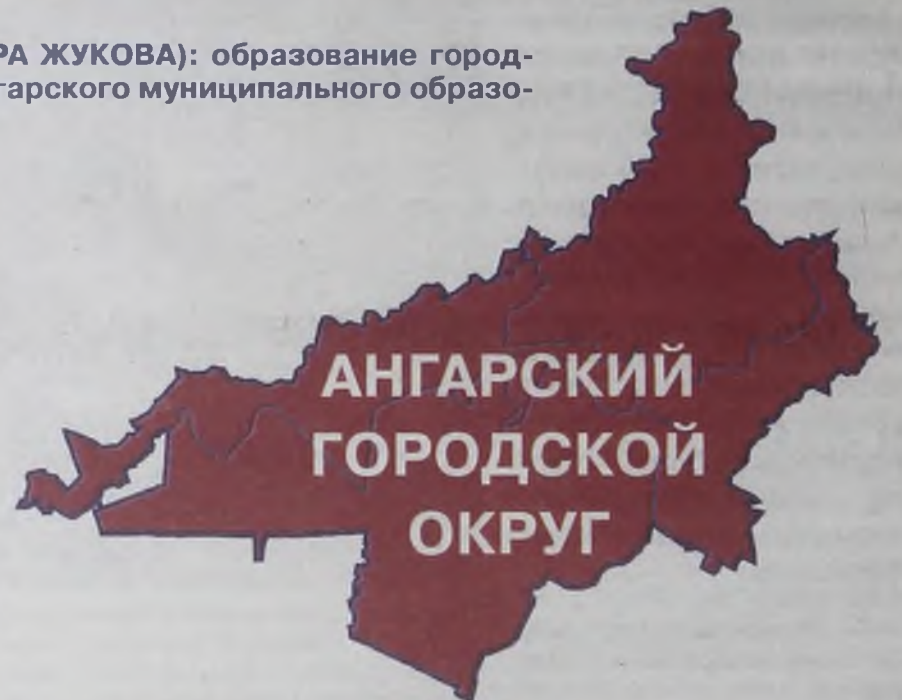 РА ЖУКОВА): образование город-
гарского муниципального образо-
АНГАРСКИЙ
ГОРОДСКОЙ
ОКРУГ